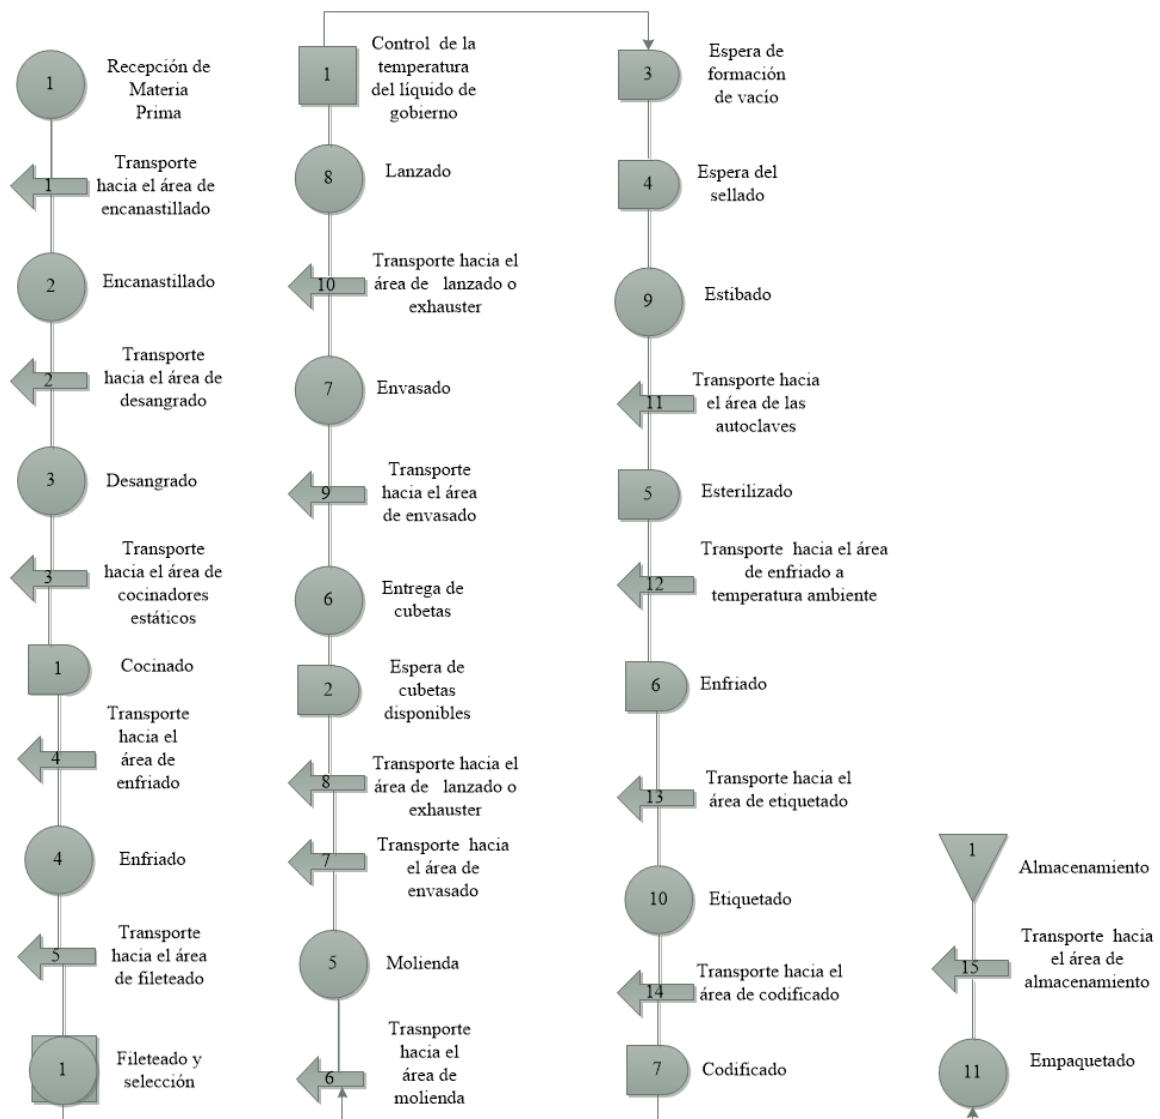 1
Recepción de
Materia
Prima
1
Transporte
hacia el área de
encanastillado
2
Encanastillado
2
Transporte
hacia el área de
desangrado
3
Desangrado
3
Transporte
hacia el área de
cocinadores
estáticos
1
Cocinado
4
Transporte
hacia el
área de
enfriado
4
Enfriado
5
Transporte
hacia el área
de fileteado
1
Fileteado y
selección
1
Control de la
temperatura
del líquido de
gobierno
8
Lanzado
10
Transporte hacia el
área de lanzado o
exhauster
7
Envasado
9
Transporte
hacia el área
de envasado
6
Entrega de
cubetas
2
Espera de
cubetas
disponibles
8
Transporte hacia el
área de lanzado o
exhauster
7
Transporte hacia
el área de
envasado
5
Molienda
6
Trasnporte
hacia el
área de
molienda
3
Espera de
formación
de vacío
4
Espera del
sellado
9
Estibado
11
Transporte hacia
el área de las
autoclaves
5
Esterilizado
12
Transporte hacia el área
de enfriado a
temperatura ambiente
6
Enfriado
13
Transporte hacia el
área de etiquetado
10
Etiquetado
14
Transporte hacia el
área de codificado
7
Codificado
1
Almacenamiento
15
Transporte hacia
el área de
almacenamiento
11
Empaquetado